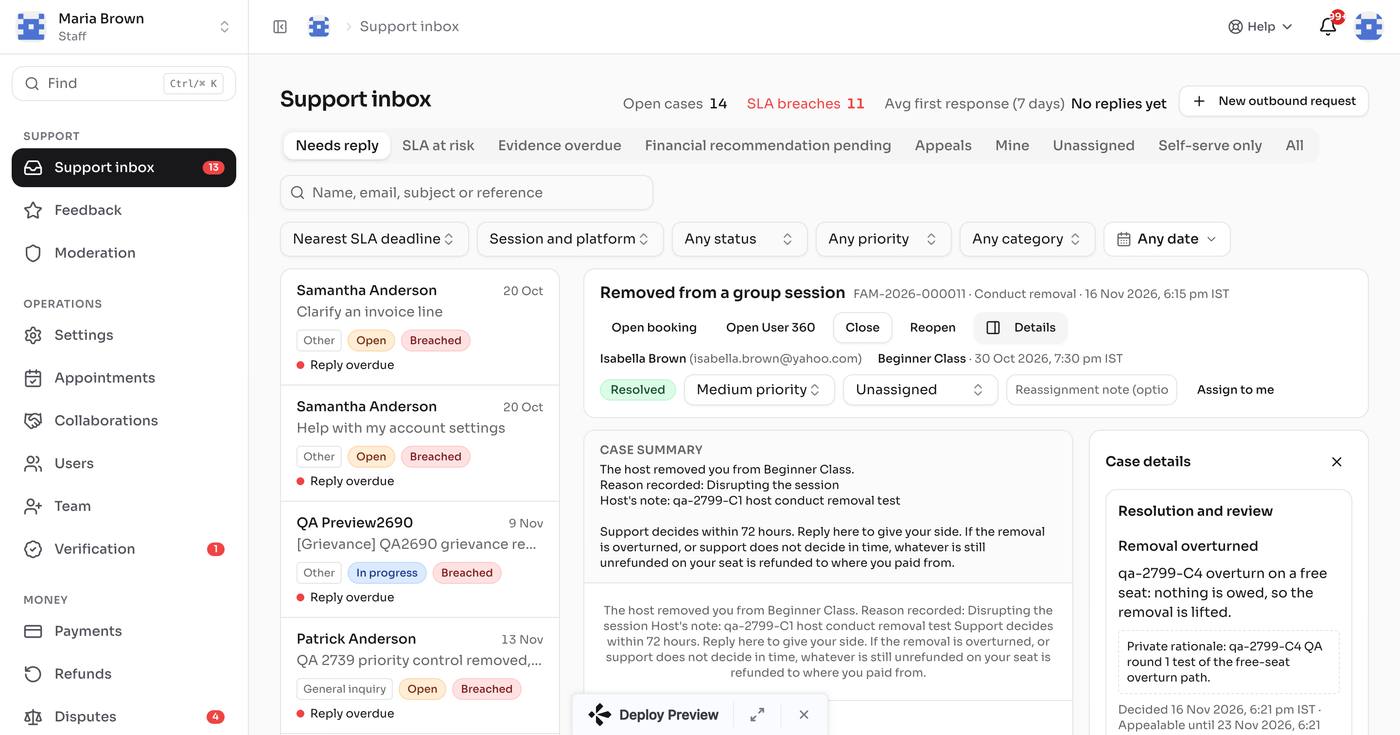 Maria Brown
Staff
Support inbox
Help
99+
Find
Ctrl/⌘ K
SUPPORT
Support inbox 13
Feedback
Moderation
OPERATIONS
Settings
Appointments
Collaborations
Users
Team
Verification 1
MONEY
Payments
Refunds
Disputes 4
Support inbox
Open cases 14 SLA breaches 11 Avg first response (7 days) No replies yet
New outbound request
Needs reply SLA at risk Evidence overdue Financial recommendation pending Appeals Mine Unassigned Self-serve only All
Name, email, subject or reference
Nearest SLA deadline Session and platform Any status Any priority Any category Any date
Samantha Anderson 20 Oct
Clarify an invoice line
Other Open Breached
Reply overdue
Samantha Anderson 20 Oct
Help with my account settings
Other Open Breached
Reply overdue
QA Preview2690 9 Nov
[Grievance] QA2690 grievance re...
Other In progress Breached
Reply overdue
Patrick Anderson 13 Nov
QA 2739 priority control removed,...
General inquiry Open Breached
Reply overdue
Removed from a group session FAM-2026-000011 · Conduct removal · 16 Nov 2026, 6:15 pm IST
Open booking Open User 360 Close Reopen Details
Isabella Brown (isabella.brown@yahoo.com) Beginner Class · 30 Oct 2026, 7:30 pm IST
Resolved Medium priority Unassigned Reassignment note (optio Assign to me
CASE SUMMARY
The host removed you from Beginner Class.
Reason recorded: Disrupting the session
Host's note: qa-2799-C1 host conduct removal test
Support decides within 72 hours. Reply here to give your side. If the removal
is overturned, or support does not decide in time, whatever is still
unrefunded on your seat is refunded to where you paid from.
The host removed you from Beginner Class. Reason recorded: Disrupting the
session Host's note: qa-2799-C1 host conduct removal test Support decides
within 72 hours. Reply here to give your side. If the removal is overturned, or
support does not decide in time, whatever is still unrefunded on your seat is
refunded to where you paid from.
Case details
Resolution and review
Removal overturned
qa-2799-C4 overturn on a free
seat: nothing is owed, so the
removal is lifted.
Private rationale: qa-2799-C4 QA
round 1 test of the free-seat
overturn path.
Decided 16 Nov 2026, 6:21 pm IST ·
Appealable until 23 Nov 2026, 6:21
Deploy Preview